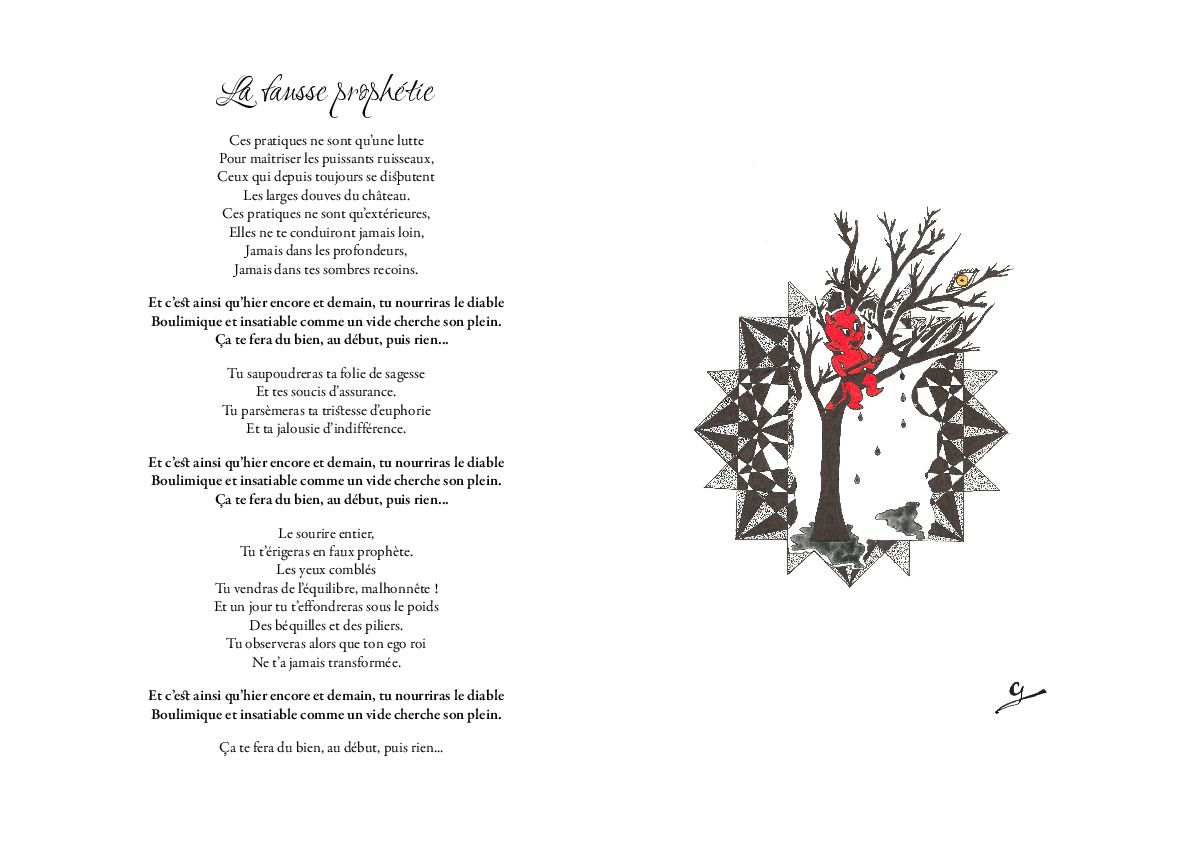 La fausse prophétie
Ces pratiques ne sont qu'une lutte
Pour maîtriser les puissants ruisseaux,
Ceux qui depuis toujours se disputent
Les larges douves du château.
Ces pratiques ne sont qu'extérieures,
Elles ne te conduiront jamais loin,
Jamais dans les profondeurs,
Jamais dans tes sombres recoins.
Et c'est ainsi qu'hier encore et demain, tu nourriras le diable
Boulimique et insatiable comme un vide cherche son plein.
Ça te fera du bien, au début, puis rien...
Tu saupoudreras ta folie de sagesse
Et tes soucis d'assurance.
Tu parsèmeras ta tristesse d'euphorie
Et ta jalousie d'indifférence.
Et c'est ainsi qu'hier encore et demain, tu nourriras le diable
Boulimique et insatiable comme un vide cherche son plein.
Ça te fera du bien, au début, puis rien...
Le sourire entier,
Tu t'érigeras en faux prophète.
Les yeux comblés
Tu vendras de l'équilibre, malhonnête !
Et un jour tu t'effondreras sous le poids
Des béquilles et des piliers.
Tu observeras alors que ton ego roi
Ne t'a jamais transformée.
Et c'est ainsi qu'hier encore et demain, tu nourriras le diable
Boulimique et insatiable comme un vide cherche son plein.
Ça te fera du bien, au début, puis rien...